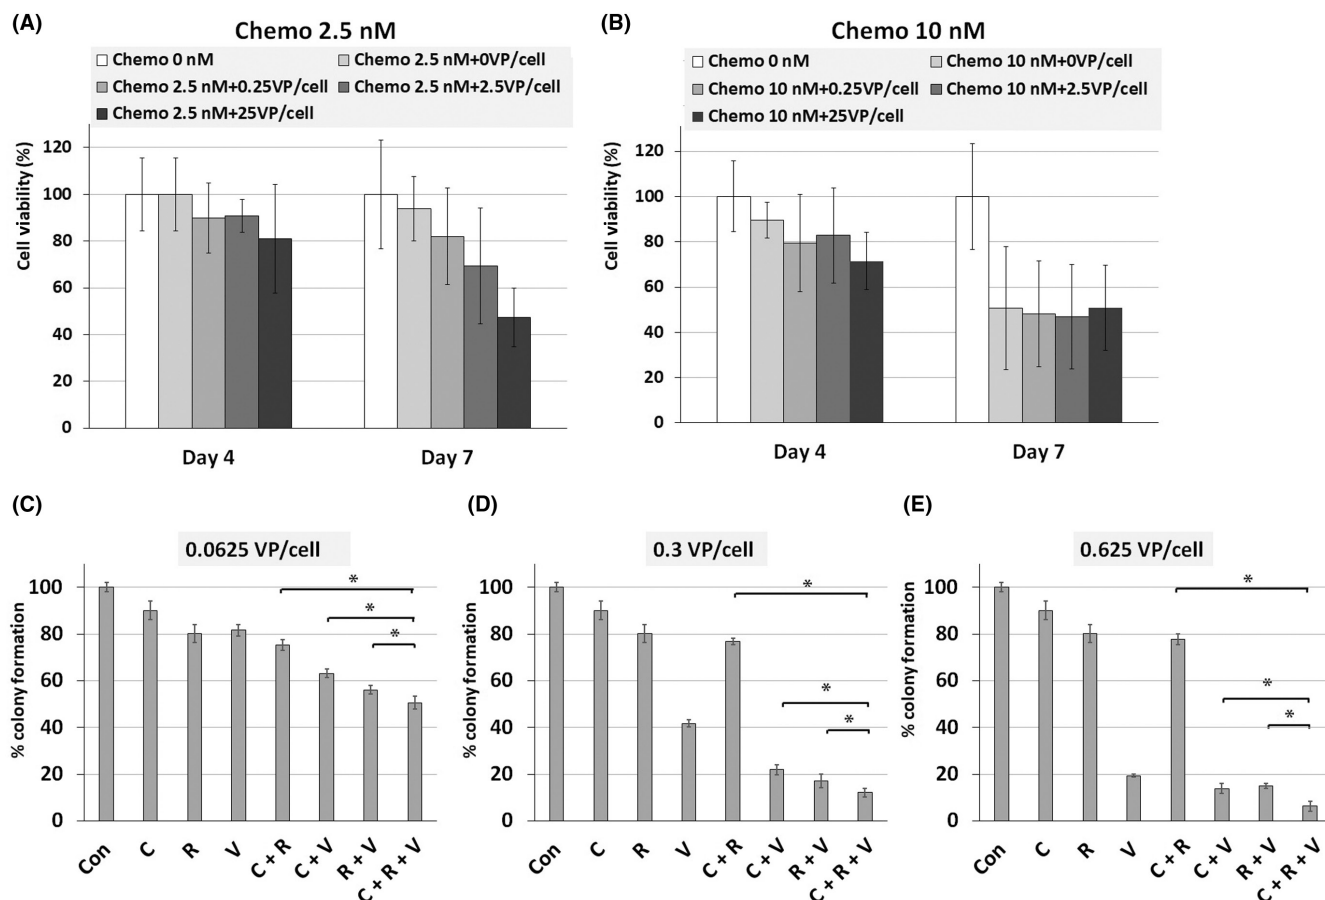 (A)
Chemo 2.5 nM
Chemo 0 nM
Chemo 2.5 nM+0VP/cell
Chemo 2.5 nM+0.25VP/cell
Chemo 2.5 nM+2.5VP/cell
Chemo 2.5 nM+25VP/cell
Cell viability (%)
120
100
80
60
40
20
0
Day 4
Day 7
(B)
Chemo 10 nM
Chemo 0 nM
Chemo 10 nM+0VP/cell
Chemo 10 nM+0.25VP/cell
Chemo 10 nM+2.5VP/cell
Chemo 10 nM+25VP/cell
Cell viability (%)
120
100
80
60
40
20
0
Day 4
Day 7
(C)
0.0625 VP/cell
% colony formation
100
80
60
40
20
0
*
*
*
Con
C
R
V
C + R
C + V
R + V
C + R + V
(D)
0.3 VP/cell
% colony formation
100
80
60
40
20
0
*
*
*
Con
C
R
V
C + R
C + V
R + V
C + R + V
(E)
0.625 VP/cell
% colony formation
100
80
60
40
20
0
*
*
*
Con
C
R
V
C + R
C + V
R + V
C + R + V